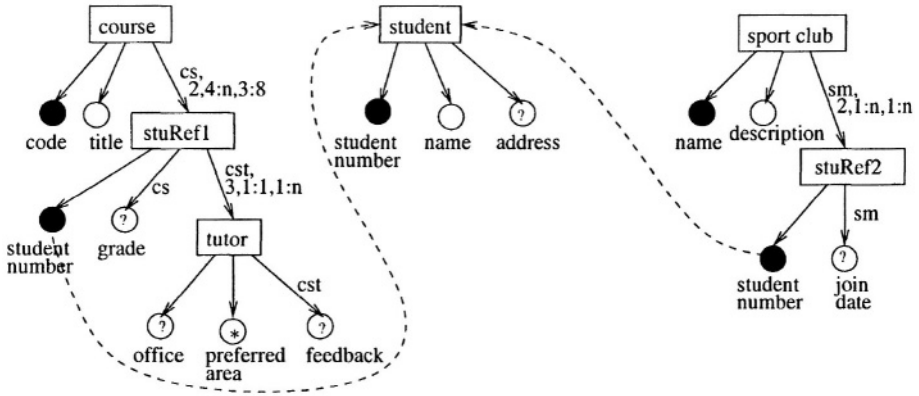 course
student
sport club
cs,
2,4:n,3:8
sm,
2,1:n,1:n
code
title
stuRef1
student
number
name
?
address
name
description
stuRef2
cs
cst,
3,1:1,1:n
sm
student
number
?
grade
tutor
student
number
?
join
date
cst
?
office
*
preferred
area
?
feedback